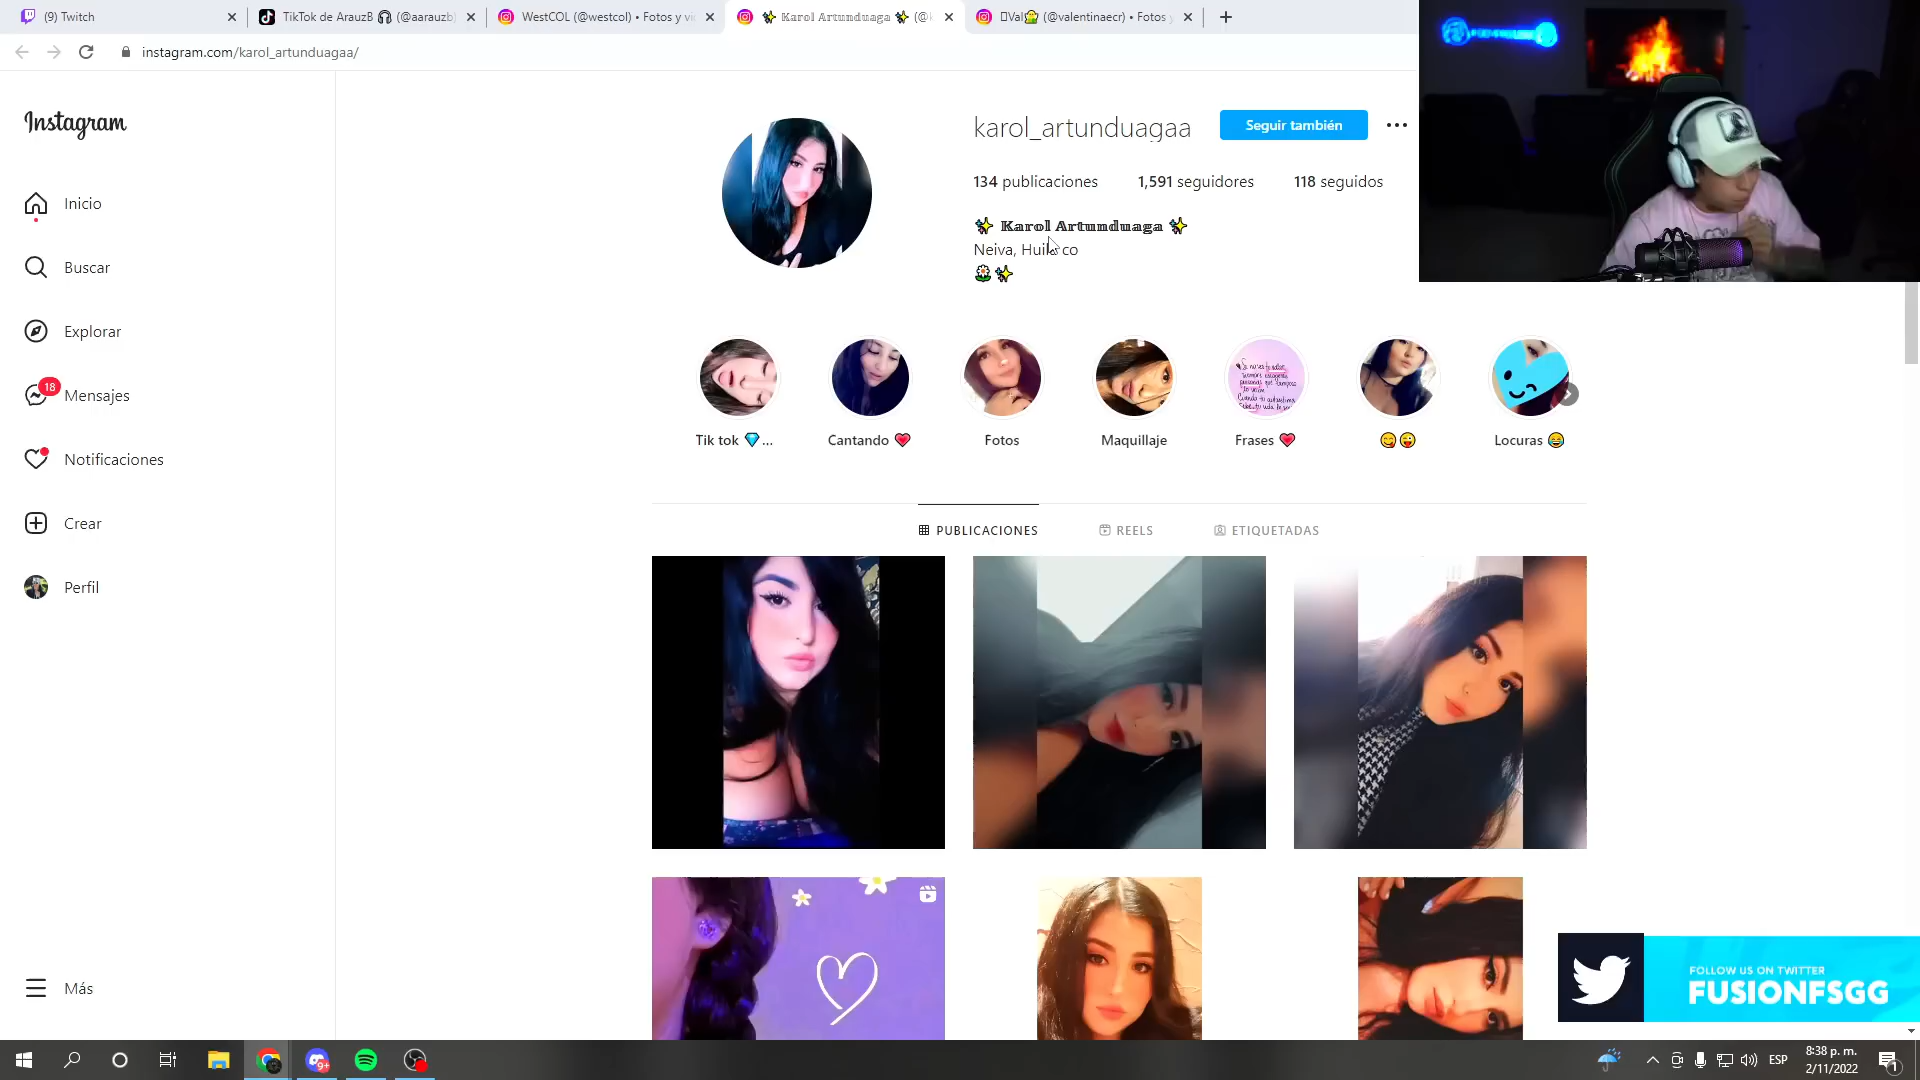 (9) Twitch
TikTok de ArauzB 🎧 (@aarauzb
WestCOL (@westcol) • Fotos y vi
✨ 𝕂𝕒𝕣𝕠𝕝 𝔸𝕣𝕥𝕦𝕟𝕕𝕦𝕒𝕘𝕒 ✨ (@k
Val (@valentinaecr) • Fotos y
instagram.com/karol_artunduagaa/
Instagram
Inicio
Buscar
Explorar
18
Mensajes
Notificaciones
Crear
Perfil
Más
karol_artunduagaa
Seguir también
134 publicaciones
1,591 seguidores
118 seguidos
✨ 𝕂𝕒𝕣𝕠𝕝 𝔸𝕣𝕥𝕦𝕟𝕕𝕦𝕒𝕘𝕒 ✨
Neiva, Huila co
Tik tok 💎...
Cantando ❤️
Fotos
Maquillaje
Frases ❤️
😋😜
Locuras 😂
PUBLICACIONES
REELS
ETIQUETADAS
FOLLOW US ON TWITTER
FUSIONFSGG
9+
ESP
8:38 p. m.
2/11/2022
1